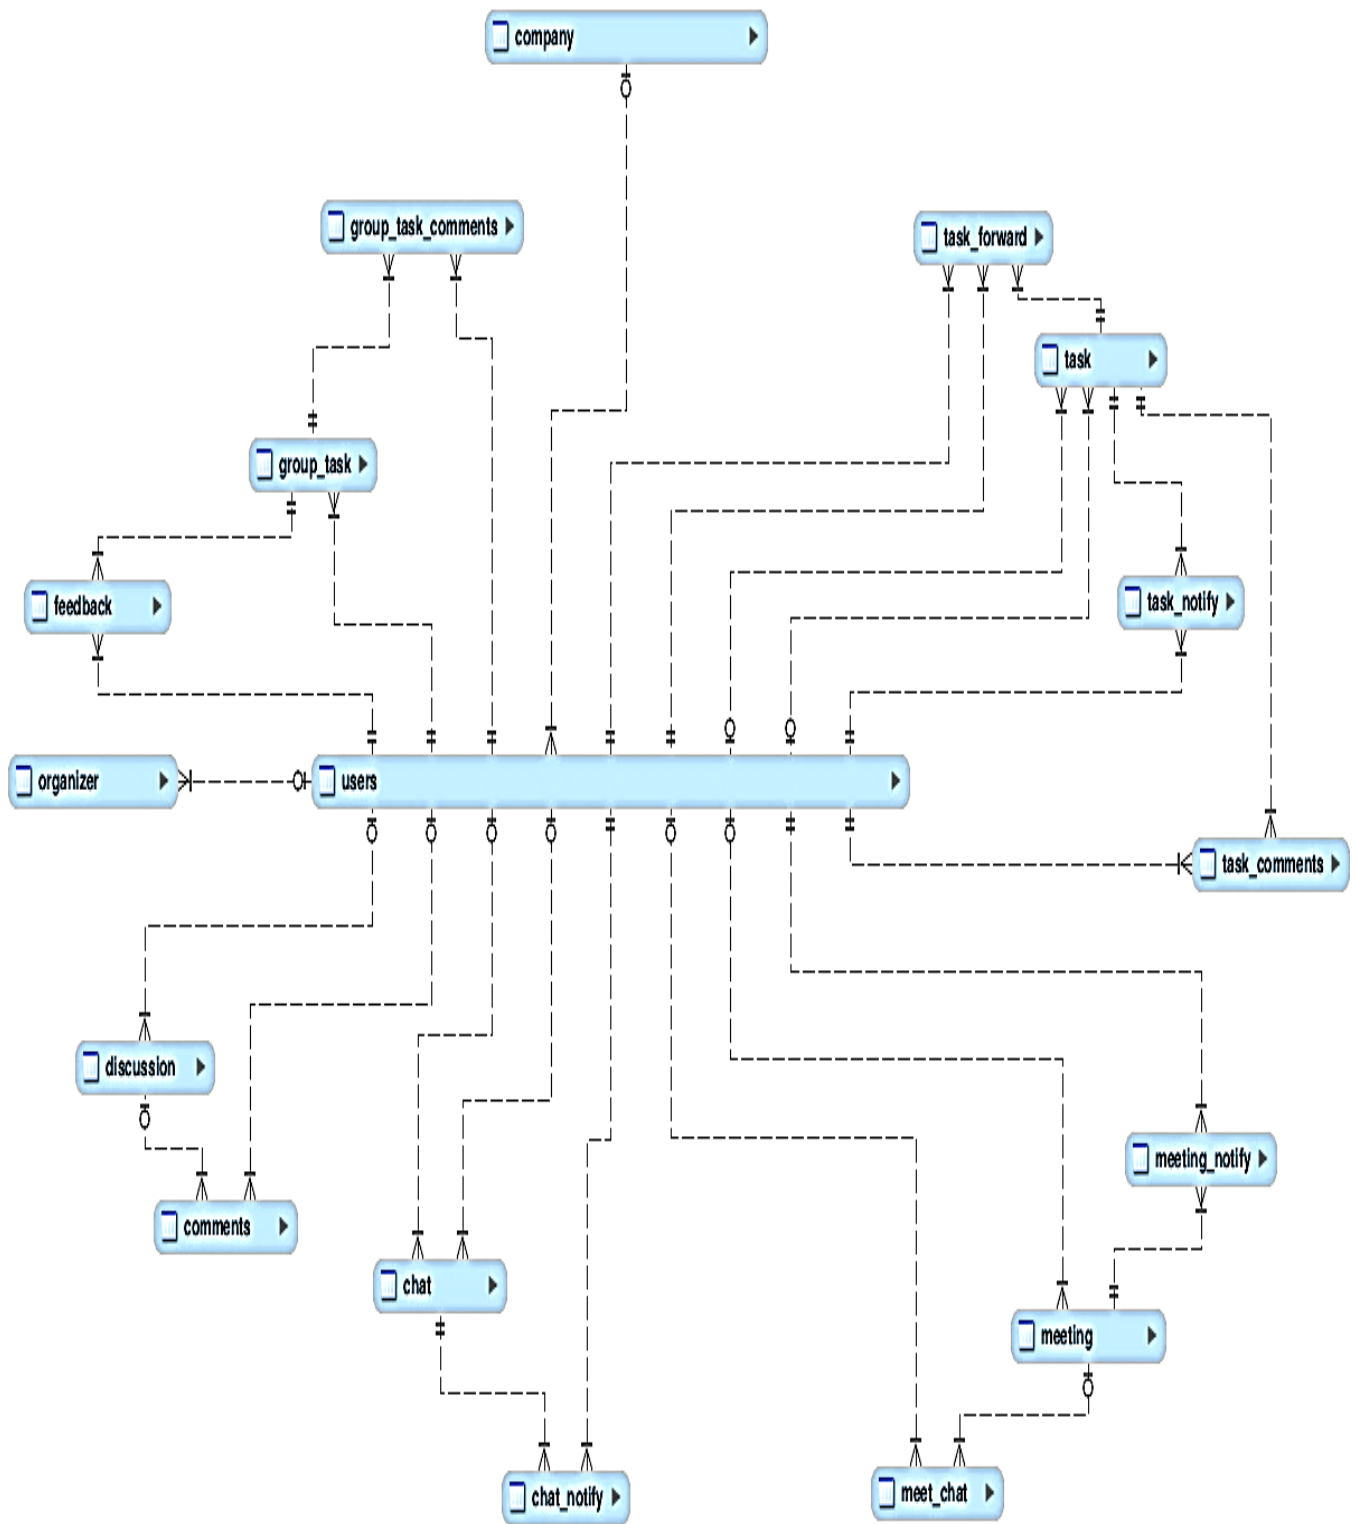 company
group_task_comments
task_forward
task
group_task
feedback
task_notify
organizer
users
task_comments
discussion
meeting_notify
comments
chat
meeting
chat_notify
meet_chat